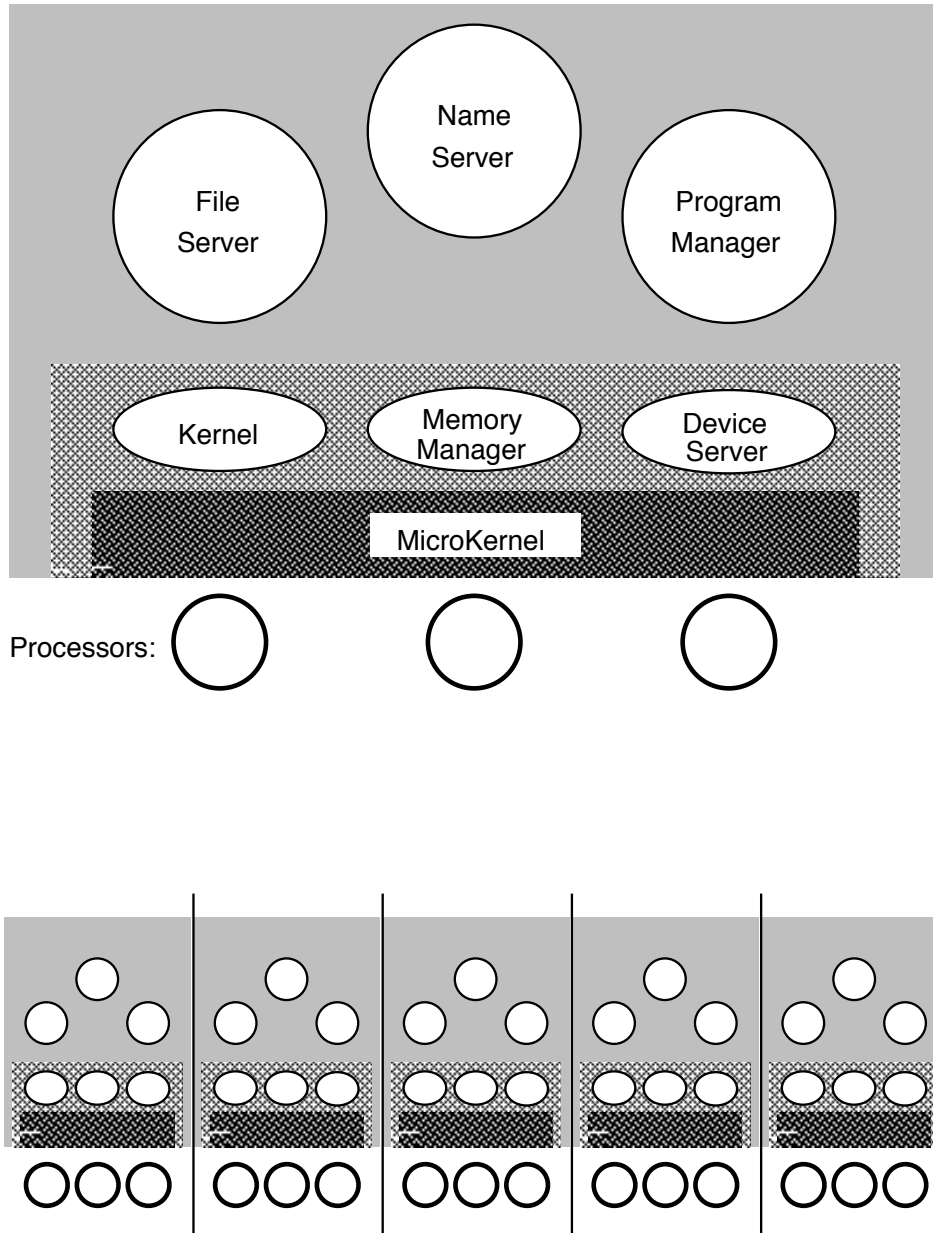 Name
Server
File
Server
Program
Manager
Kernel
Memory
Manager
Device
Server
MicroKernel
Processors: